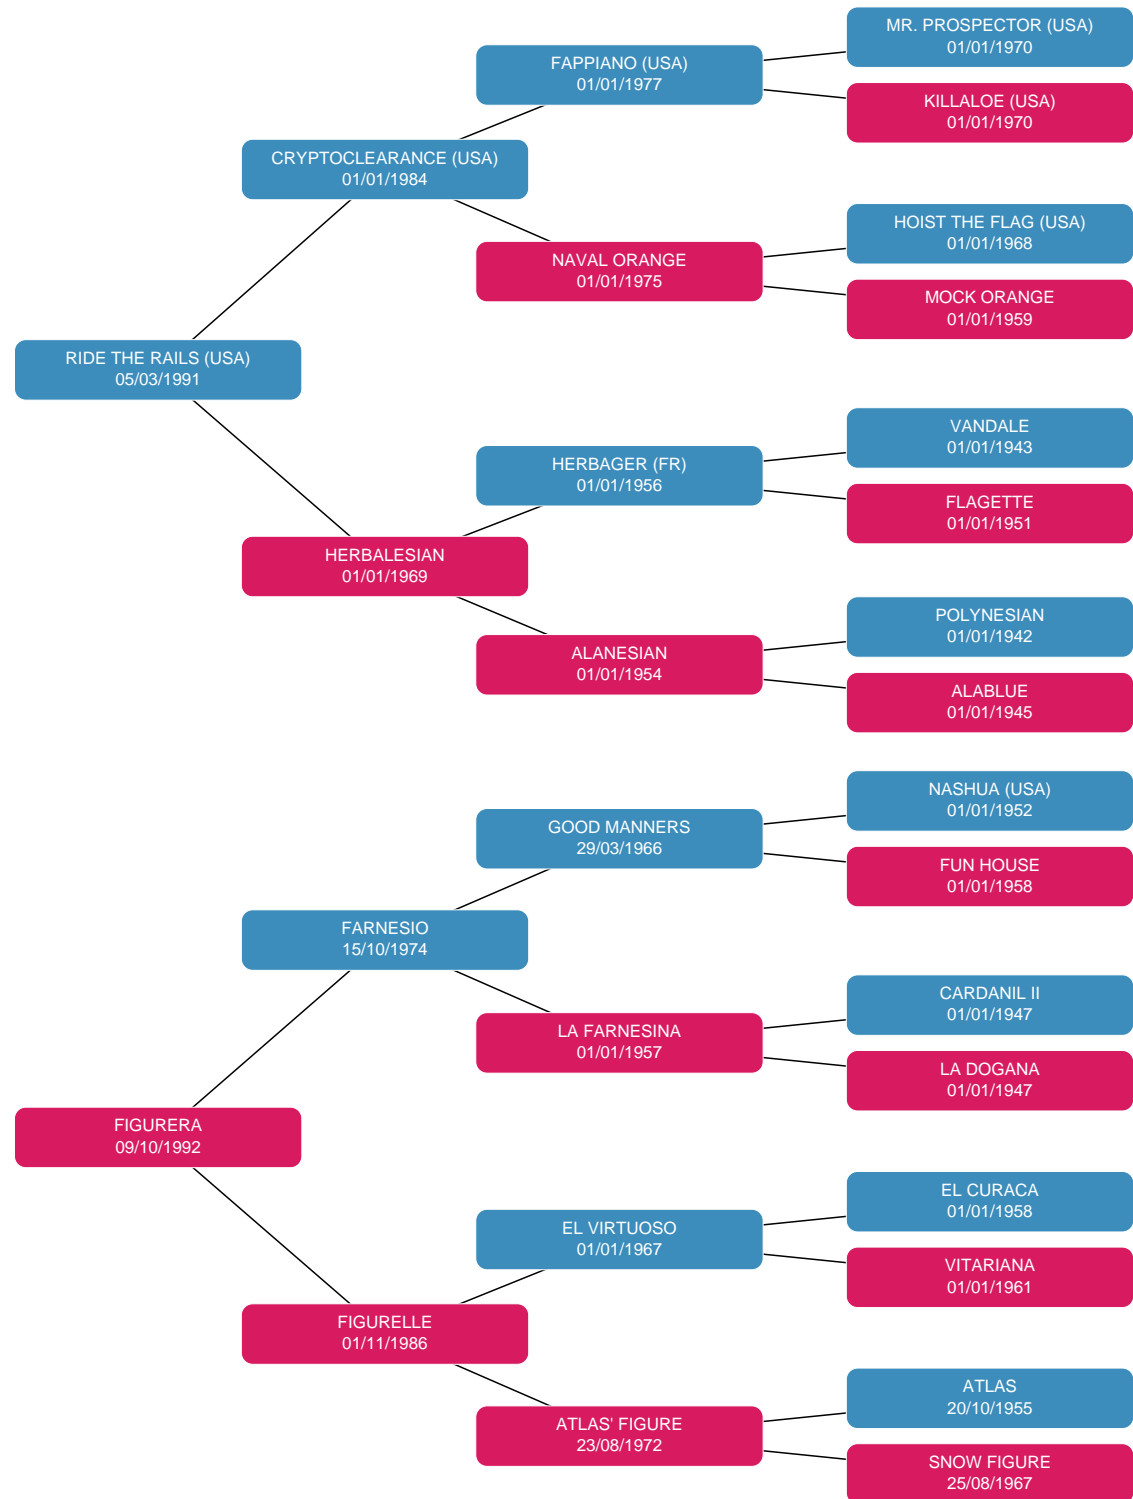 MR. PROSPECTOR (USA)
01/01/1970
FAPPIANO (USA)
01/01/1977
KILLALOE (USA)
01/01/1970
CRYPTOCLEARANCE (USA)
01/01/1984
HOIST THE FLAG (USA)
01/01/1968
NAVAL ORANGE
01/01/1975
MOCK ORANGE
01/01/1959
RIDE THE RAILS (USA)
05/03/1991
VANDALE
01/01/1943
HERBAGER (FR)
01/01/1956
FLAGETTE
01/01/1951
HERBALESIAN
01/01/1969
POLYNESIAN
01/01/1942
ALANESIAN
01/01/1954
ALABLUE
01/01/1945
NASHUA (USA)
01/01/1952
GOOD MANNERS
29/03/1966
FUN HOUSE
01/01/1958
FARNESIO
15/10/1974
CARDANIL II
01/01/1947
LA FARNESINA
01/01/1957
LA DOGANA
01/01/1947
FIGURERA
09/10/1992
EL CURACA
01/01/1958
EL VIRTUOSO
01/01/1967
VITARIANA
01/01/1961
FIGURELLE
01/11/1986
ATLAS
20/10/1955
ATLAS' FIGURE
23/08/1972
SNOW FIGURE
25/08/1967